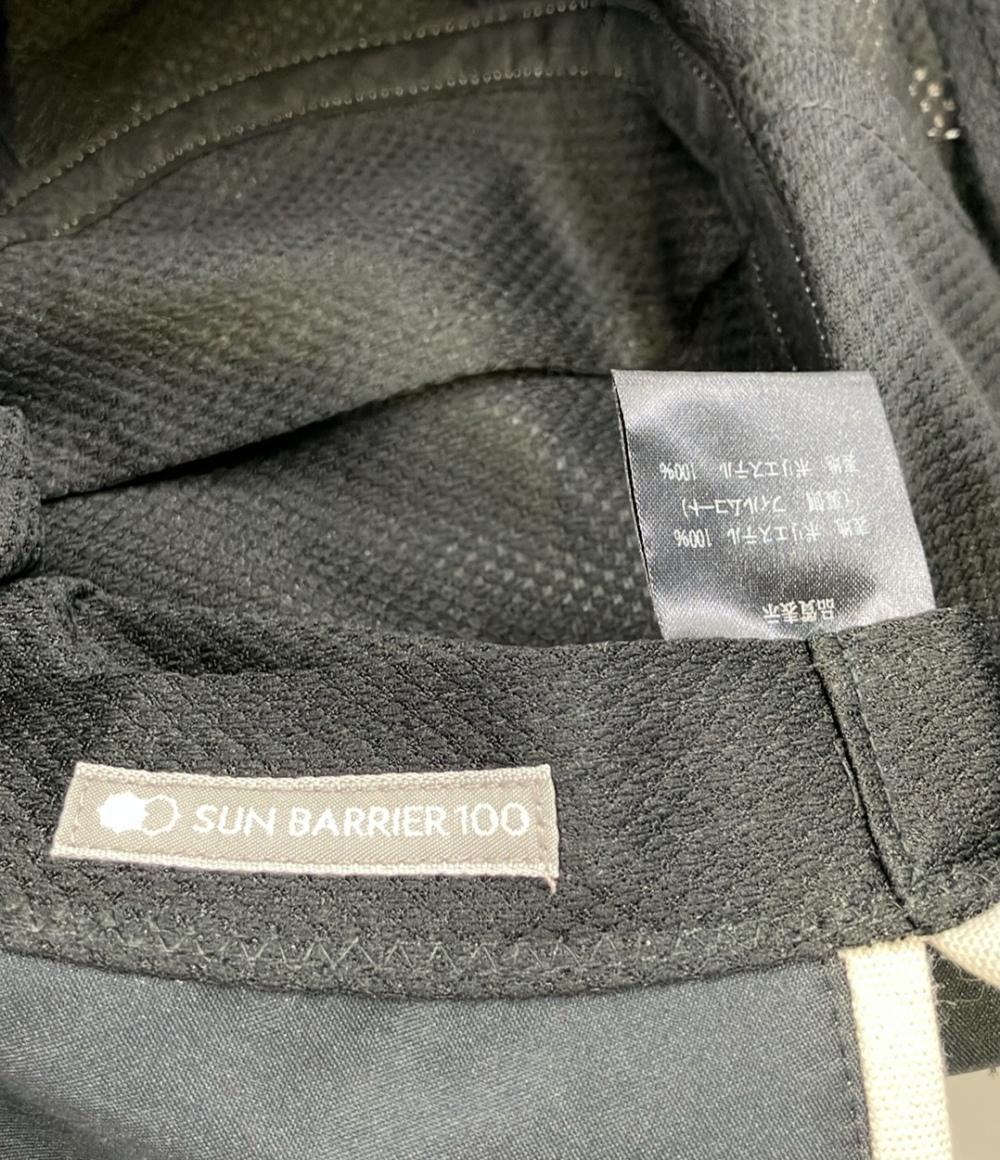 SUN BARRIER 100
品質表示
表地 ポリエステル 100%
(裏側 フィルムコート)
裏地 ポリエステル 100%